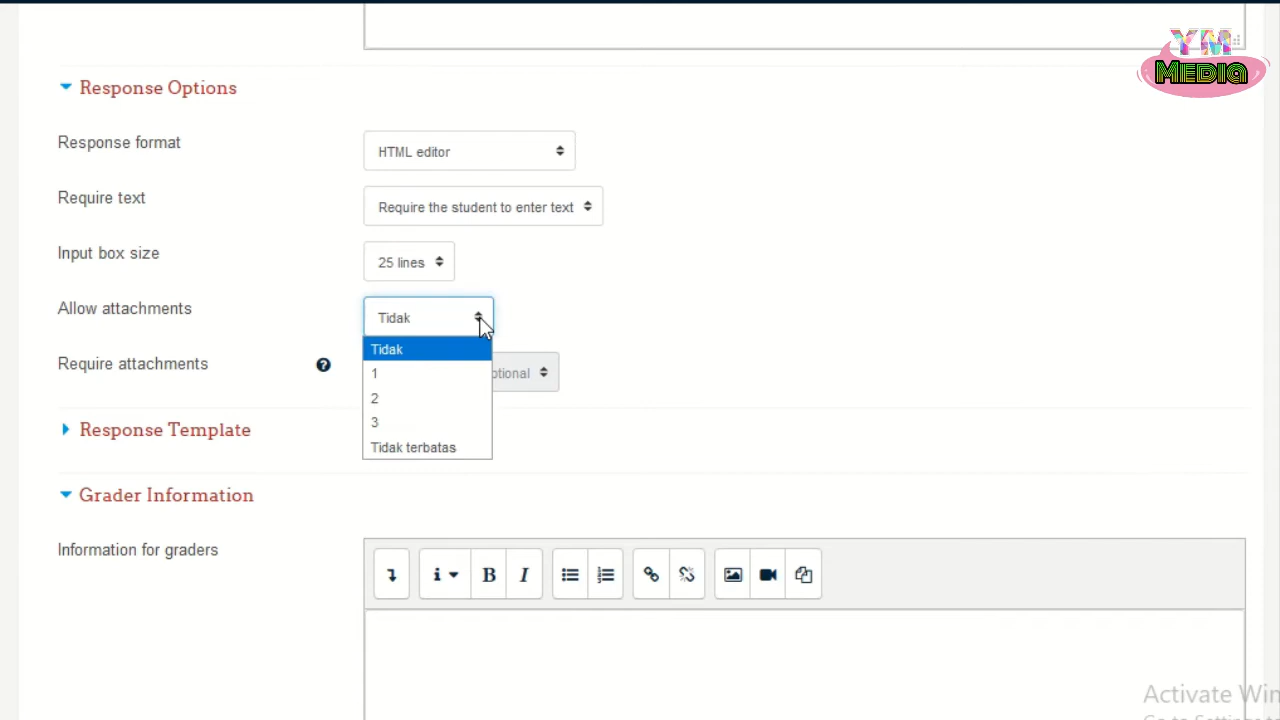 YM
MEDIA
Response Options
Response format
HTML editor
Require text
Require the student to enter text
Input box size
25 lines
Allow attachments
Tidak
Tidak
1
2
3
Tidak terbatas
Require attachments
Response Template
Grader Information
Information for graders
i
B
I
Activate Win